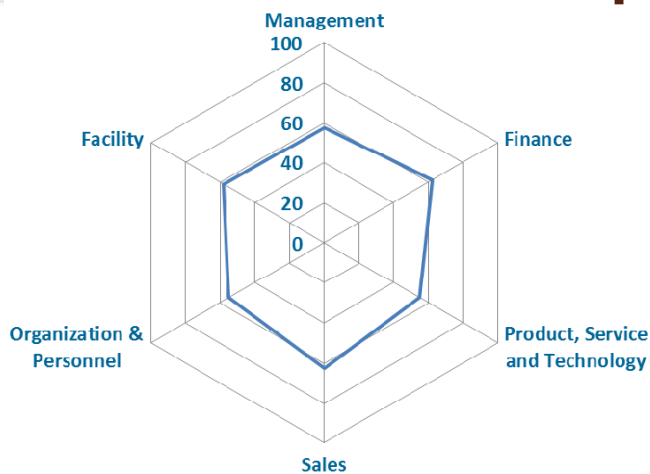 Management
100
80
Facility
60
Finance
40
20
0
Organization &
Personnel
Product, Service
and Technology
Sales